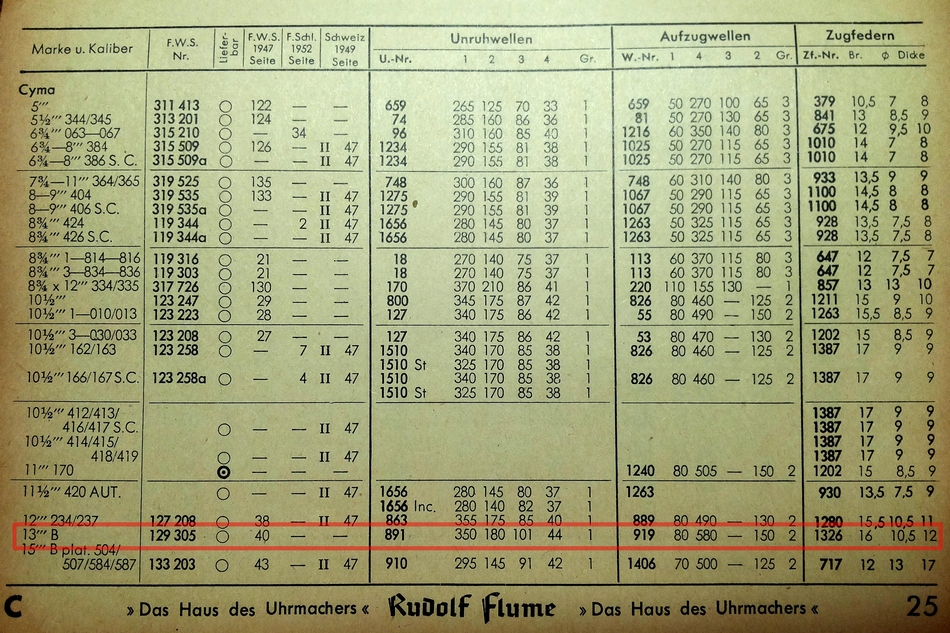 Marke u. Kaliber F.W.S. Nr. Liefer-bar F.W.S. 1947 Seite F.Schl. 1952 Seite Schweiz 1949 Seite Unruhwellen Aufzugwellen Zugfedern
U.-Nr. 1 2 3 4 Gr. W.-Nr. 1 4 3 2 Gr. Zf.-Nr. Br. ϕ Dicke
Cyma
5''' 311 413 ○ 122 — — 659 265 125 70 33 1 659 50 270 100 65 3 379 10,5 7 8
5½''' 344/345 313 201 ○ 124 — — 74 285 160 86 36 1 81 50 270 130 65 3 841 13 8,5 9
6¾''' 063—067 315 210 ○ — 34 — 96 310 160 85 40 1 1216 60 350 140 80 3 675 12 9,5 10
6¾—8''' 384 315 509 ○ 126 — II 47 1234 290 155 81 38 1 1025 50 270 115 65 3 1010 14 7 8
6¾—8''' 386 S.C. 315 509a ○ — — II 47 1234 290 155 81 38 1 1025 50 270 115 65 3 1010 14 7 8
7¾—11''' 364/365 319 525 ○ 135 — — 748 300 160 87 36 1 748 60 310 140 80 3 933 13,5 9 9
8—9''' 404 319 535 ○ 133 — II 47 1275 290 155 81 39 1 1067 50 290 115 65 3 1100 14,5 8 8
8—9''' 406 S.C. 319 535a ○ — — II 47 1275 290 155 81 39 1 1067 50 290 115 65 3 1100 14,5 8 8
8¾''' 424 119 344 ○ — 2 II 47 1656 280 145 80 37 1 1263 50 325 115 65 3 928 13,5 7,5 8
8¾''' 426 S.C. 119 344a ○ — — II 47 1656 280 145 80 37 1 1263 50 325 115 65 3 928 13,5 7,5 8
8¾''' 1—814—816 119 316 ○ 21 — — 18 270 140 75 37 1 113 60 370 115 80 3 647 12 7,5 7
8¾''' 3—834—836 119 303 ○ 21 — — 18 270 140 75 37 1 113 60 370 115 80 3 647 12 7,5 7
8¾ x 12''' 334/335 317 726 ○ 130 — — 170 370 210 86 41 1 220 110 155 130 — 1 857 13 13 10
10½''' 123 247 ○ 29 — — 800 345 175 87 42 1 826 80 460 — 125 2 1211 15 9 10
10½''' 1—010/013 123 223 ○ 28 — — 127 340 175 86 42 1 55 80 490 — 150 2 1263 15,5 8,5 9
10½''' 3—030/033 123 208 ○ 27 — — 127 340 175 86 42 1 53 80 470 — 130 2 1202 15 8,5 9
10½''' 162/163 123 258 ○ — 7 II 47 1510 340 170 85 38 1 826 80 460 — 125 2 1387 17 9 9
1510 St 325 170 85 38 1
10½''' 166/167 S.C. 123 258a ○ — 4 II 47 1510 340 170 85 38 1 826 80 460 — 125 2 1387 17 9 9
1510 St 325 170 85 38 1
10½''' 412/413/ 1387 17 9 9
416/417 S.C. ○ — — II 47 1387 17 9 9
10½''' 414/415/ 1387 17 9 9
418/419 ○ — — II 47 1387 17 9 9
11''' 170 ⊙ — — — 1240 80 505 — 150 2 1202 15 8,5 9
11½''' 420 AUT. ○ — — II 47 1656 280 145 80 37 1 1263 930 13,5 7,5 9
1656 Inc. 280 140 82 37 1
12''' 234/237 127 208 ○ 38 — II 47 863 355 175 85 40 1 889 80 490 — 130 2 1280 15,5 10,5 11
13''' B 129 305 ○ 40 — — 891 350 180 101 44 1 919 80 580 — 150 2 1326 16 10,5 12
15''' B plat. 504/
507/584/587 133 203 ○ 43 — II 47 910 295 145 91 42 1 1406 70 500 — 125 2 717 12 13 17
C » Das Haus des Uhrmachers « Rudolf Flume » Das Haus des Uhrmachers « 25